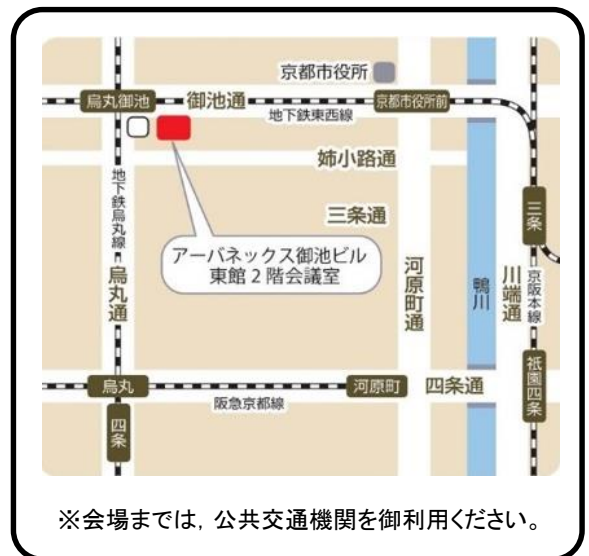 京都市役所
烏丸御池
御池通
京都市役所前
地下鉄東西線
姉小路通
三条通
三条
地下鉄烏丸線
アーバネックス御池ビル
東館2階会議室
烏丸通
河原町通
鴨川
川端通
京阪本線
烏丸
河原町
四条通
祇園四条
阪急京都線
四条
※会場までは，公共交通機関を御利用ください。